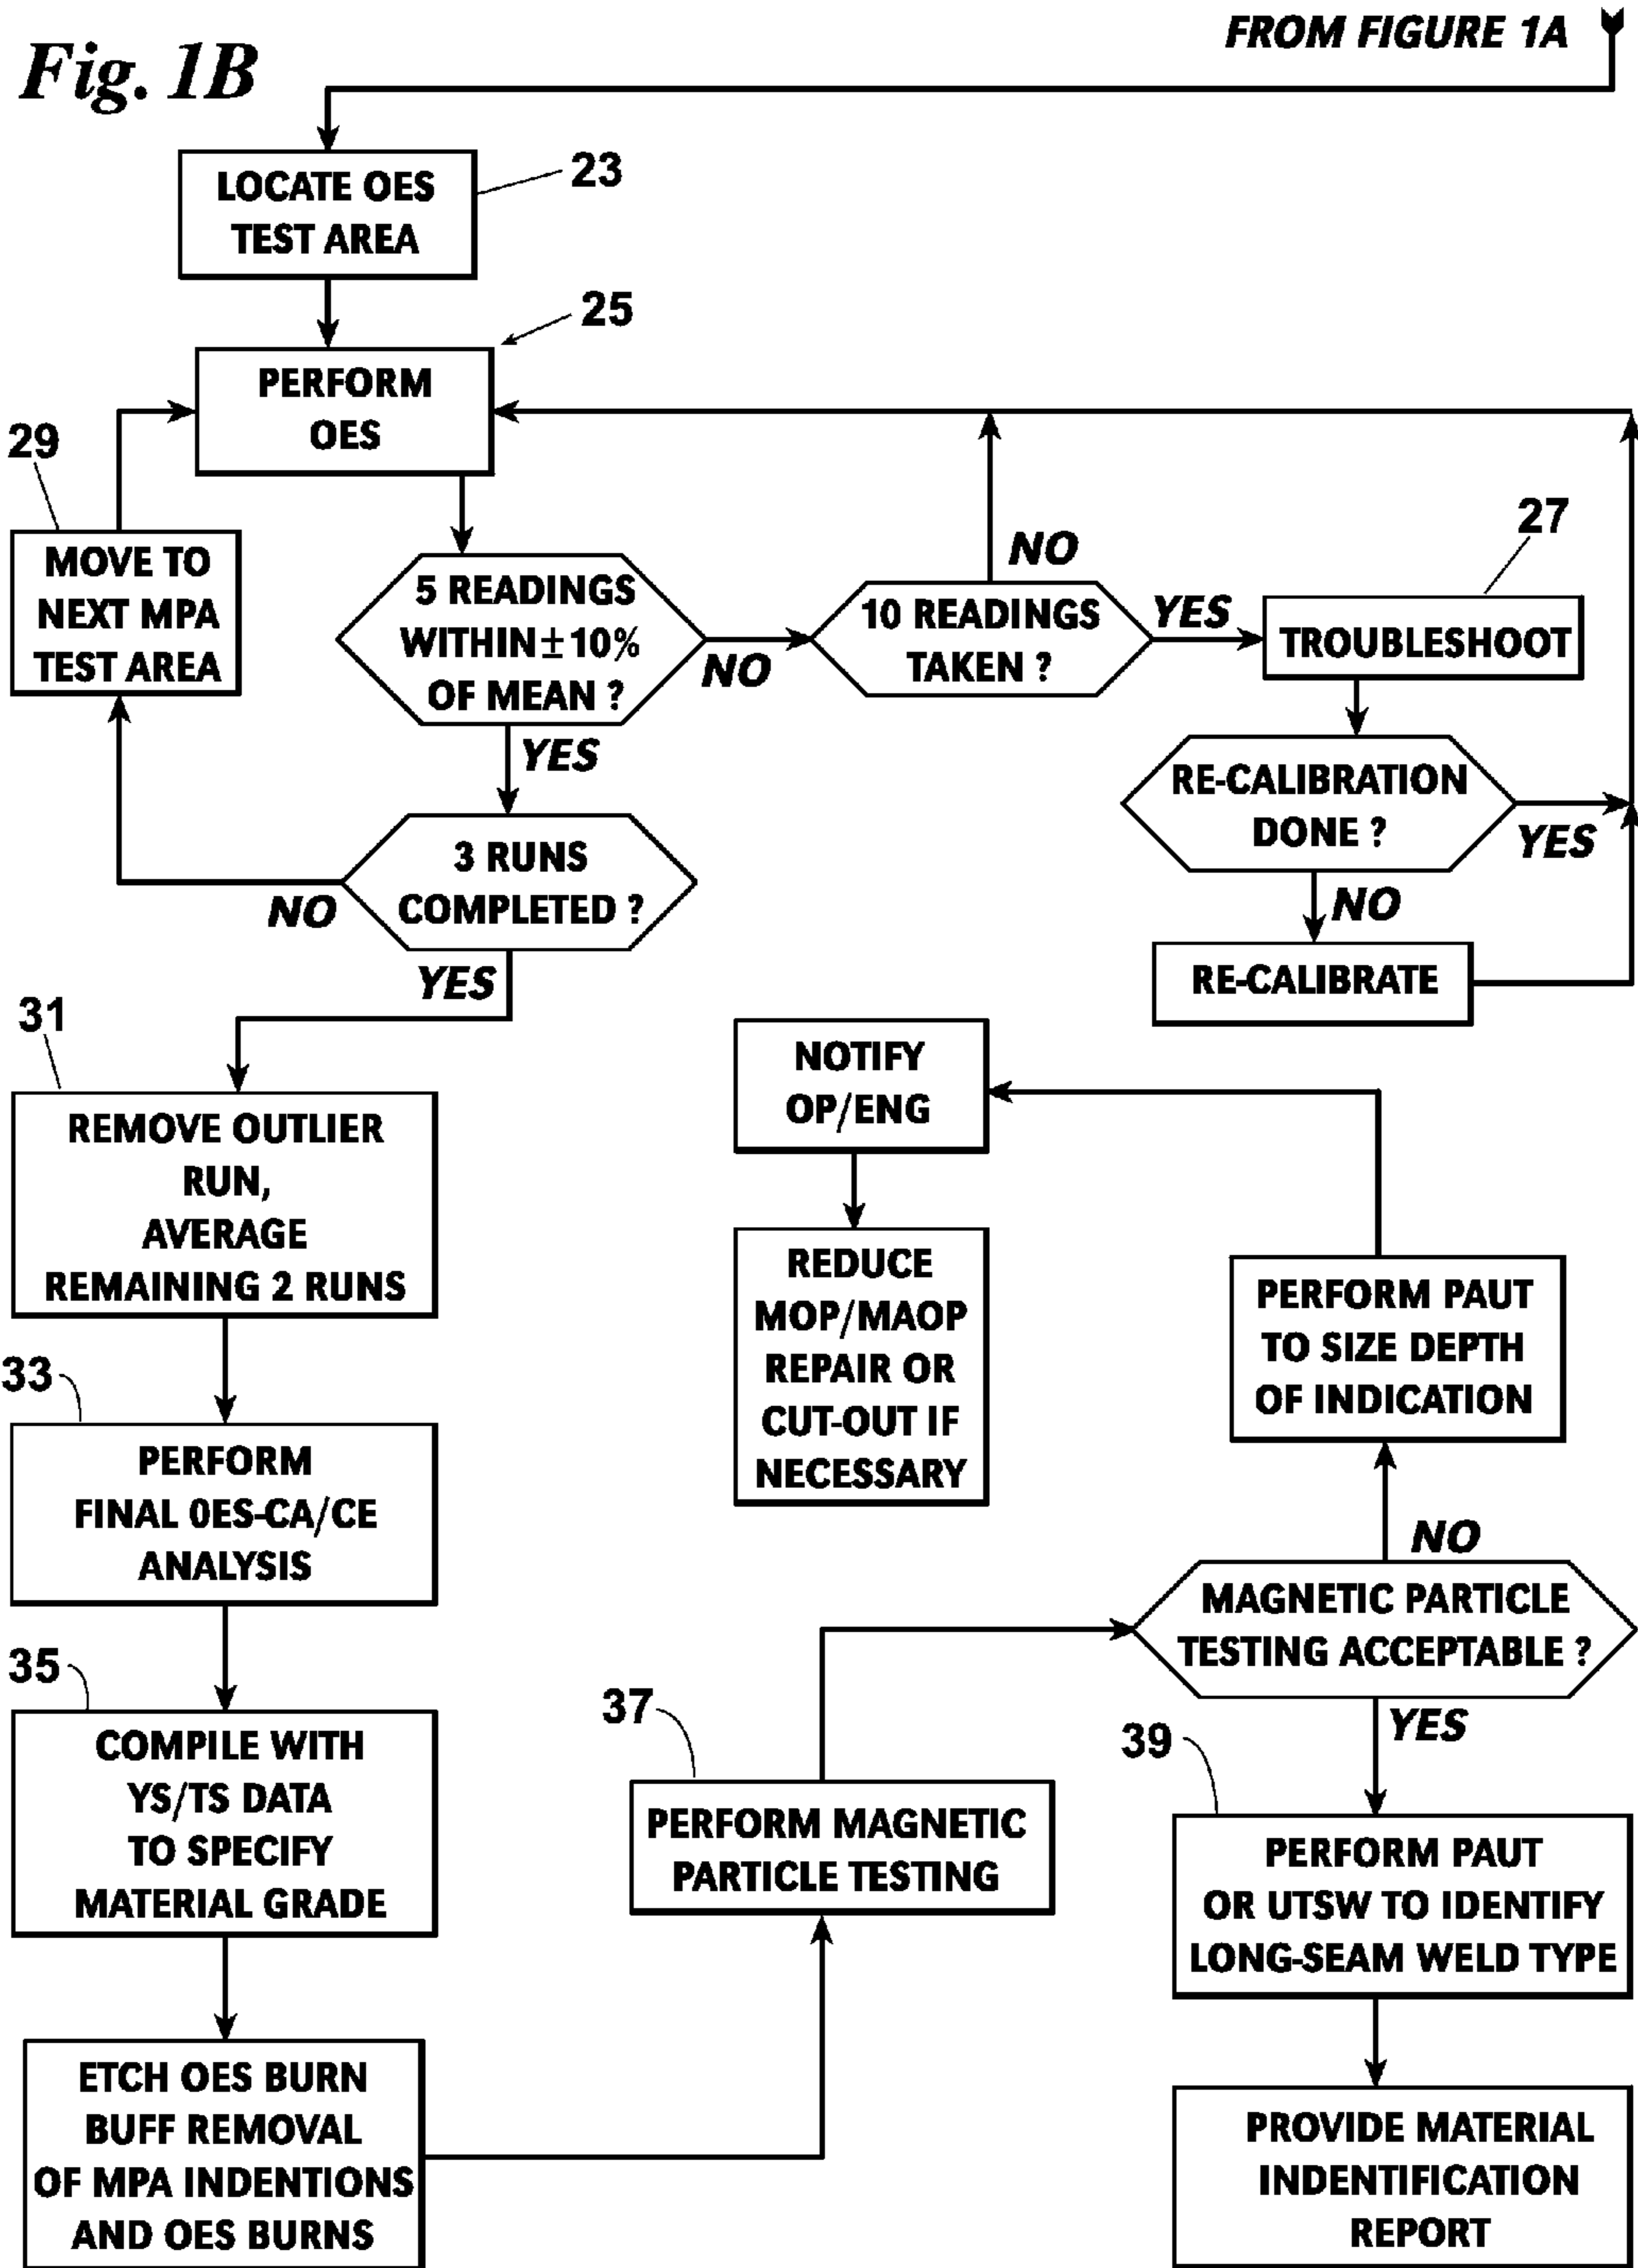 FROM FIGURE 1A
Fig. 1B
LOCATE OES
TEST AREA
23
PERFORM
OES
25
29
MOVE TO
NEXT MPA
TEST AREA
5 READINGS
WITHIN ± 10%
OF MEAN ?
NO
10 READINGS
TAKEN ?
NO
YES
27
TROUBLESHOOT
RE-CALIBRATION
DONE ?
YES
NO
RE-CALIBRATE
YES
3 RUNS
COMPLETED ?
NO
YES
31
REMOVE OUTLIER
RUN,
AVERAGE
REMAINING 2 RUNS
33
PERFORM
FINAL 0ES-CA/CE
ANALYSIS
35
COMPILE WITH
YS/TS DATA
TO SPECIFY
MATERIAL GRADE
ETCH OES BURN
BUFF REMOVAL
OF MPA INDENTIONS
AND OES BURNS
37
PERFORM MAGNETIC
PARTICLE TESTING
MAGNETIC PARTICLE
TESTING ACCEPTABLE ?
NO
PERFORM PAUT
TO SIZE DEPTH
OF INDICATION
NOTIFY
OP/ENG
REDUCE
MOP/MAOP
REPAIR OR
CUT-OUT IF
NECESSARY
YES
39
PERFORM PAUT
OR UTSW TO IDENTIFY
LONG-SEAM WELD TYPE
PROVIDE MATERIAL
INDENTIFICATION
REPORT